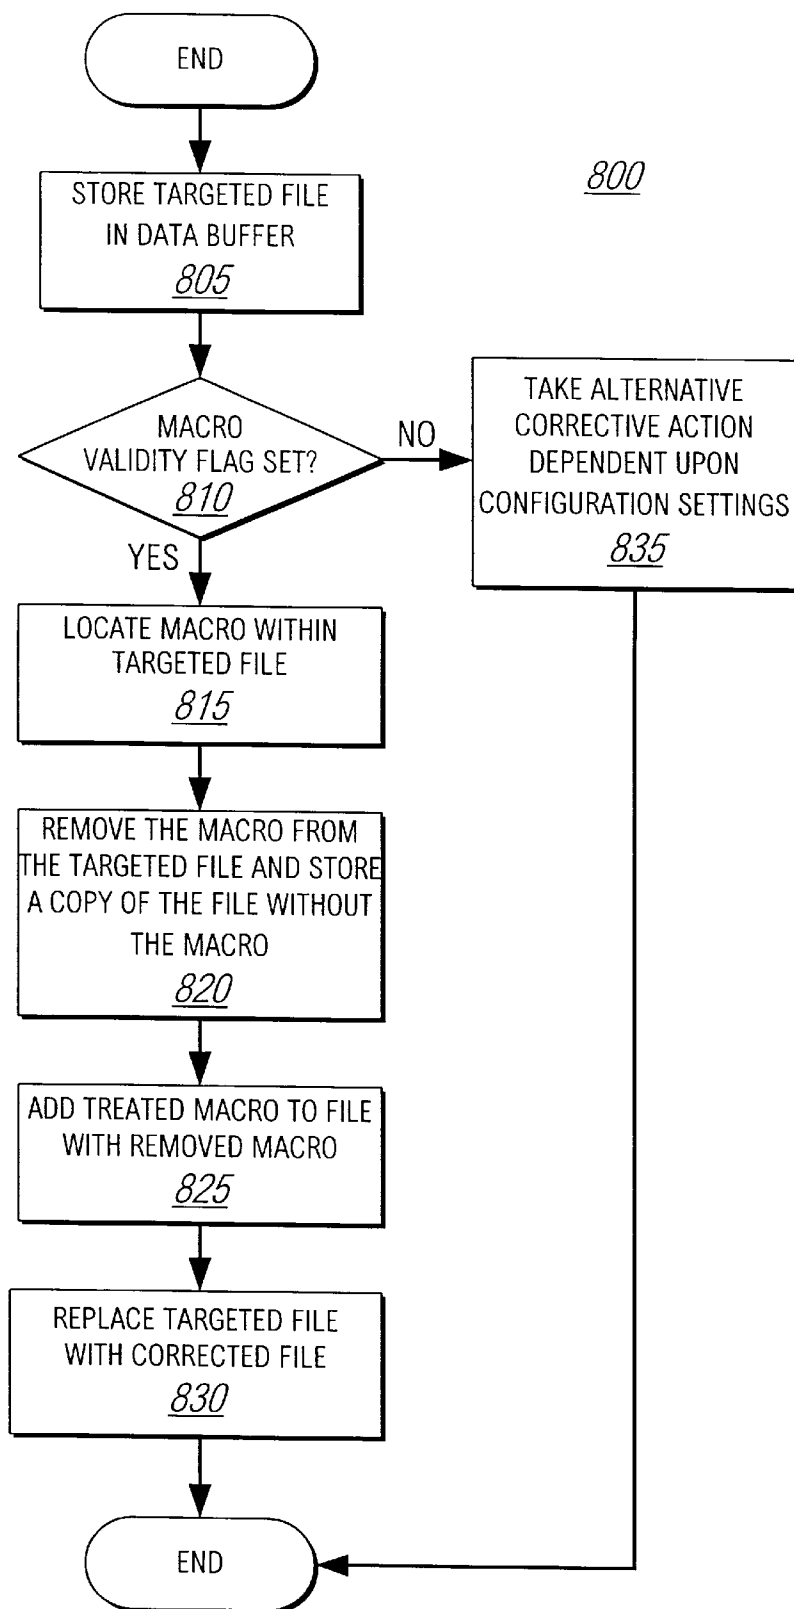 END
800
STORE TARGETED FILE
IN DATA BUFFER
805
MACRO
VALIDITY FLAG SET?
810
NO
YES
TAKE ALTERNATIVE
CORRECTIVE ACTION
DEPENDENT UPON
CONFIGURATION SETTINGS
835
LOCATE MACRO WITHIN
TARGETED FILE
815
REMOVE THE MACRO FROM
THE TARGETED FILE AND STORE
A COPY OF THE FILE WITHOUT
THE MACRO
820
ADD TREATED MACRO TO FILE
WITH REMOVED MACRO
825
REPLACE TARGETED FILE
WITH CORRECTED FILE
830
END